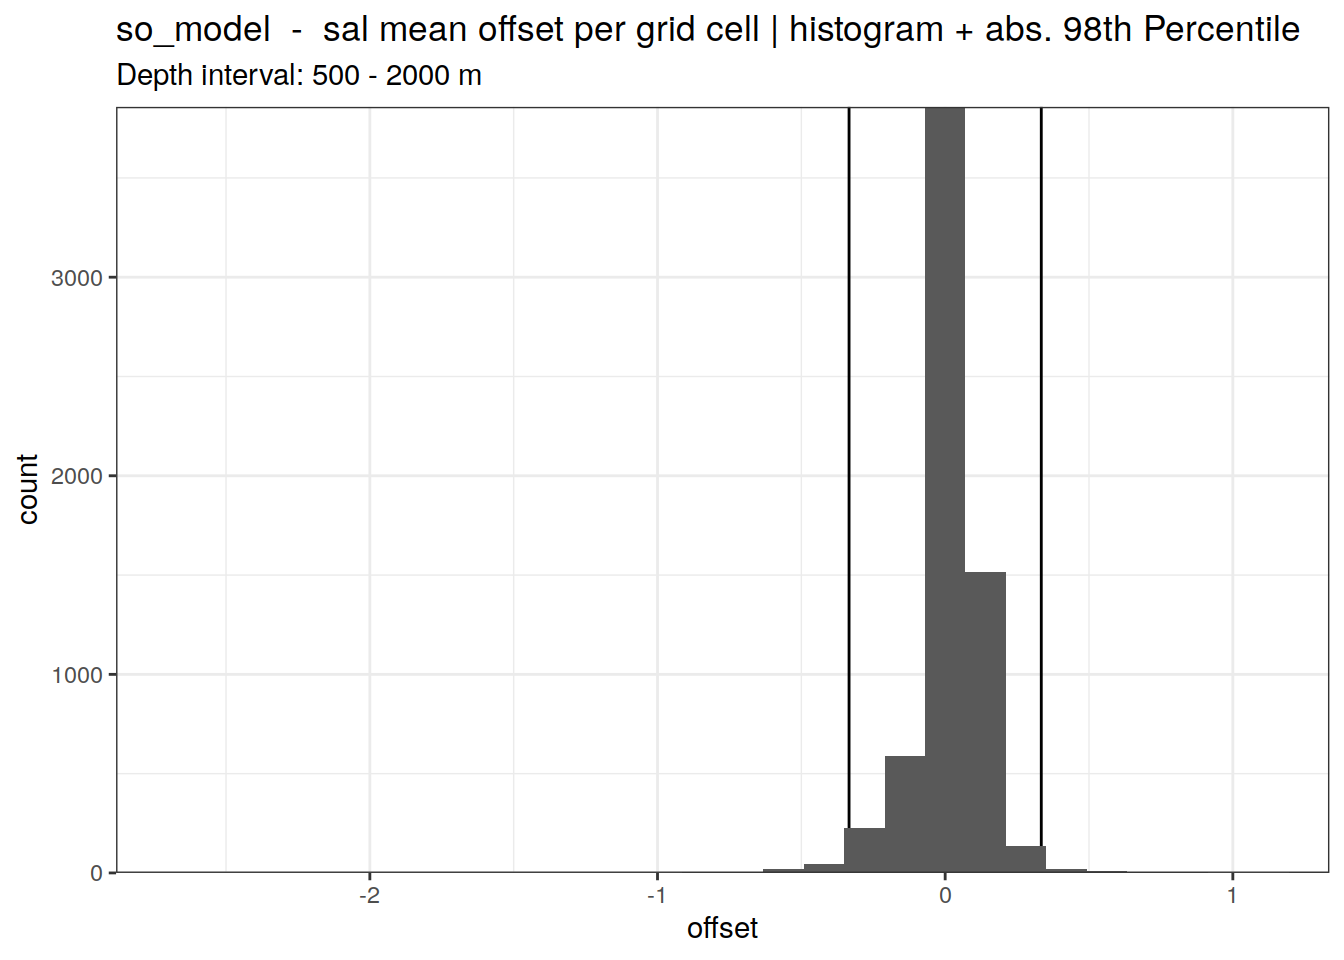 so_model  -  sal mean offset per grid cell | histogram + abs. 98th Percentile
Depth interval: 500 - 2000 m
3000
2000
1000
0
count
-2
-1
0
1
offset